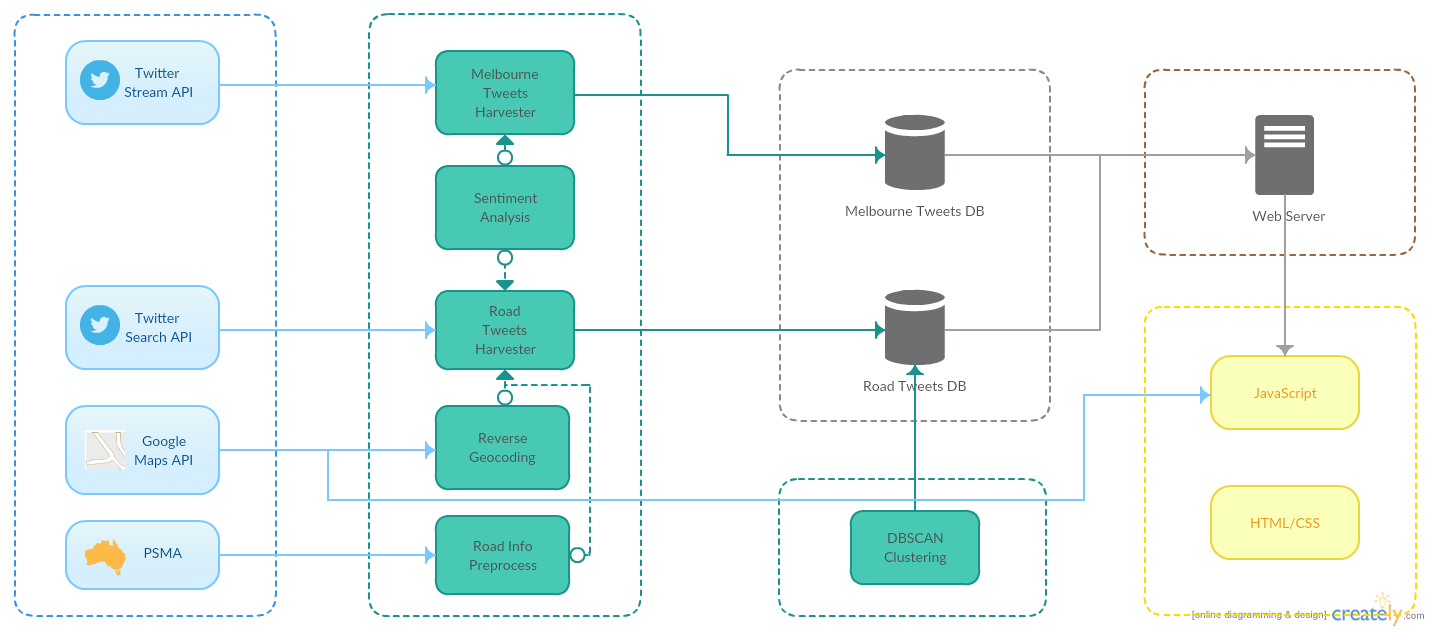 Twitter
Stream API
Twitter
Search API
Google
Maps API
PSMA
Melbourne
Tweets
Harvester
Sentiment
Analysis
Road
Tweets
Harvester
Reverse
Geocoding
Road Info
Preprocess
Melbourne Tweets DB
Road Tweets DB
DBSCAN
Clustering
Web Server
JavaScript
HTML/CSS
[online diagramming & design] creately.com